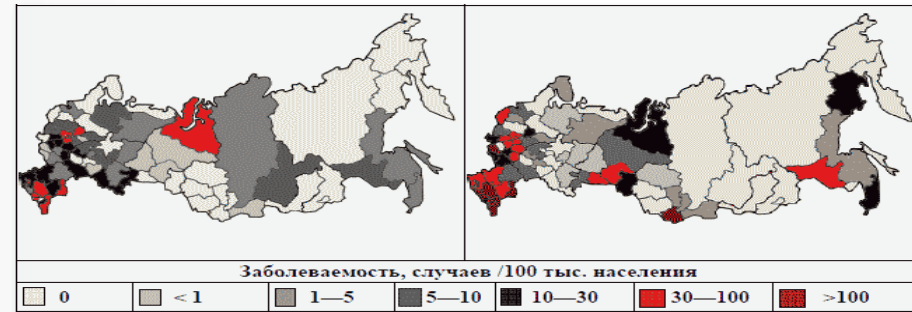 Заболеваемость, случаев /100 тыс. населения
0 < 1 1—5 5—10 10—30 30—100 >100